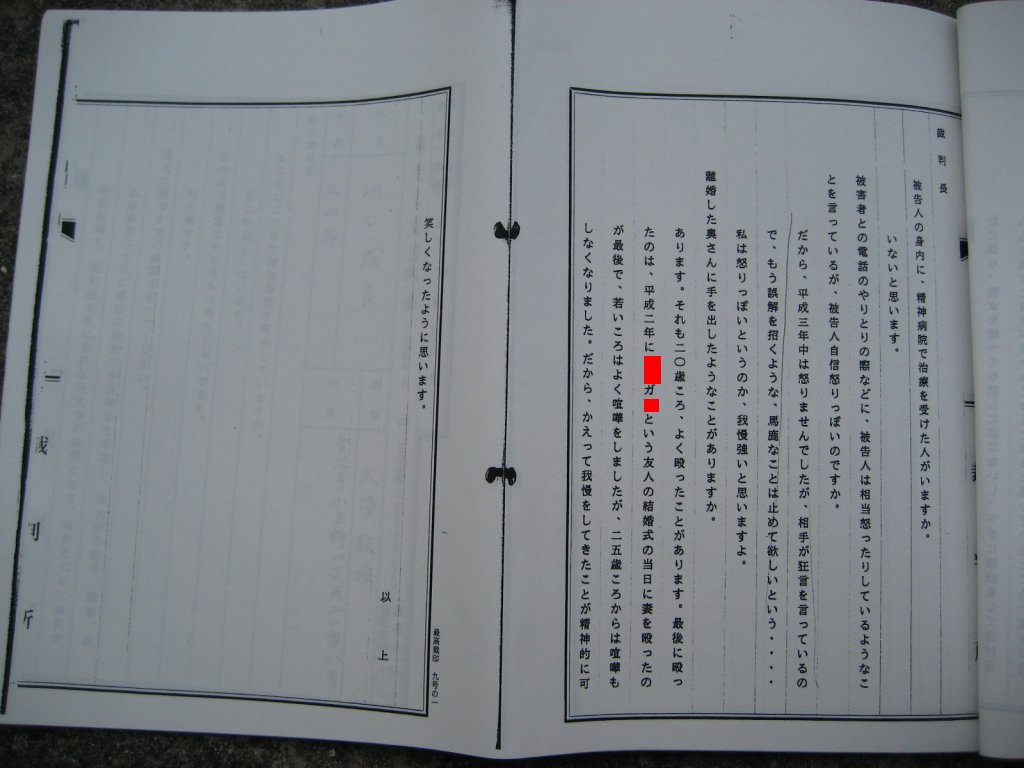 裁判長
被告人の身内に、精神病院で治療を受けた人がいますか。
いないと思います。
被害者との電話のやりとりの際などに、被告人は相当怒ったりしているようなこ
とを言っているが、被告人自信怒りっぽいのですか。
だから、平成三年中は怒りませんでしたが、相手が狂言を言っているの
で、もう誤解を招くような、馬鹿なことは止めて欲しいという・・・・
私は怒りっぽいというのか、我慢強いと思いますよ。
離婚した奥さんに手を出したようなことがありますか。
あります。それも二〇歳ころ、よく殴ったことがあります。最後に殴っ
たのは、平成二年に ガ という友人の結婚式の当日に妻を殴ったの
が最後で、若いころはよく喧嘩をしましたが、二五歳ころからは喧嘩も
しなくなりました。だから、かえって我慢をしてきたことが精神的に可
笑しくなったように思います。
以上
最高裁印 九号の一
裁判所